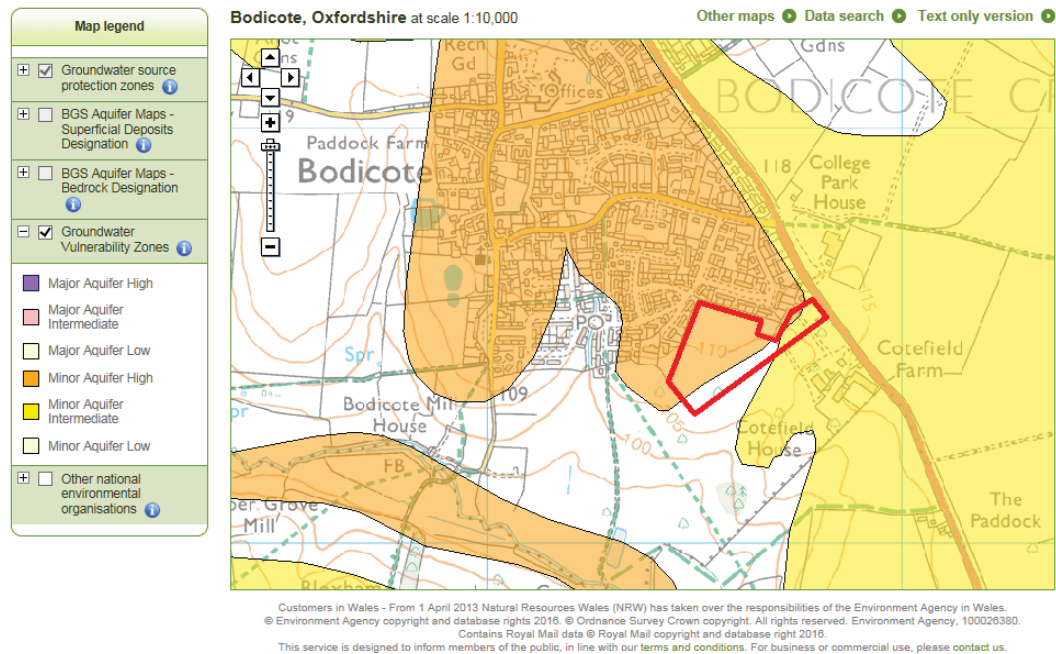 Map legend
Groundwater source
protection zones
BGS Aquifer Maps -
Superficial Deposits
Designation
BGS Aquifer Maps -
Bedrock Designation
Groundwater
Vulnerability Zones
Major Aquifer High
Major Aquifer
Intermediate
Major Aquifer Low
Minor Aquifer High
Minor Aquifer
Intermediate
Minor Aquifer Low
Other national
environmental
organisations
Bodicote, Oxfordshire at scale 1:10,000
Other maps Data search Text only version
Recn
Gd
Offices
Gdns
BODICOTE
Paddock Farm
Bodicote
118
College
Park
House
115
PO
110
Spr
Cotefield
Farm
109
Bodicote Mill
House
05
100
Cotefield
House
FB
Mill
The
Paddock
Bloxham
Customers in Wales - From 1 April 2013 Natural Resources Wales (NRW) has taken over the responsibilities of the Environment Agency in Wales.
© Environment Agency copyright and database rights 2016. © Ordnance Survey Crown copyright. All rights reserved. Environment Agency, 100026380.
Contains Royal Mail data © Royal Mail copyright and database right 2016.
This service is designed to inform members of the public, in line with our terms and conditions. For business or commercial use, please contact us.